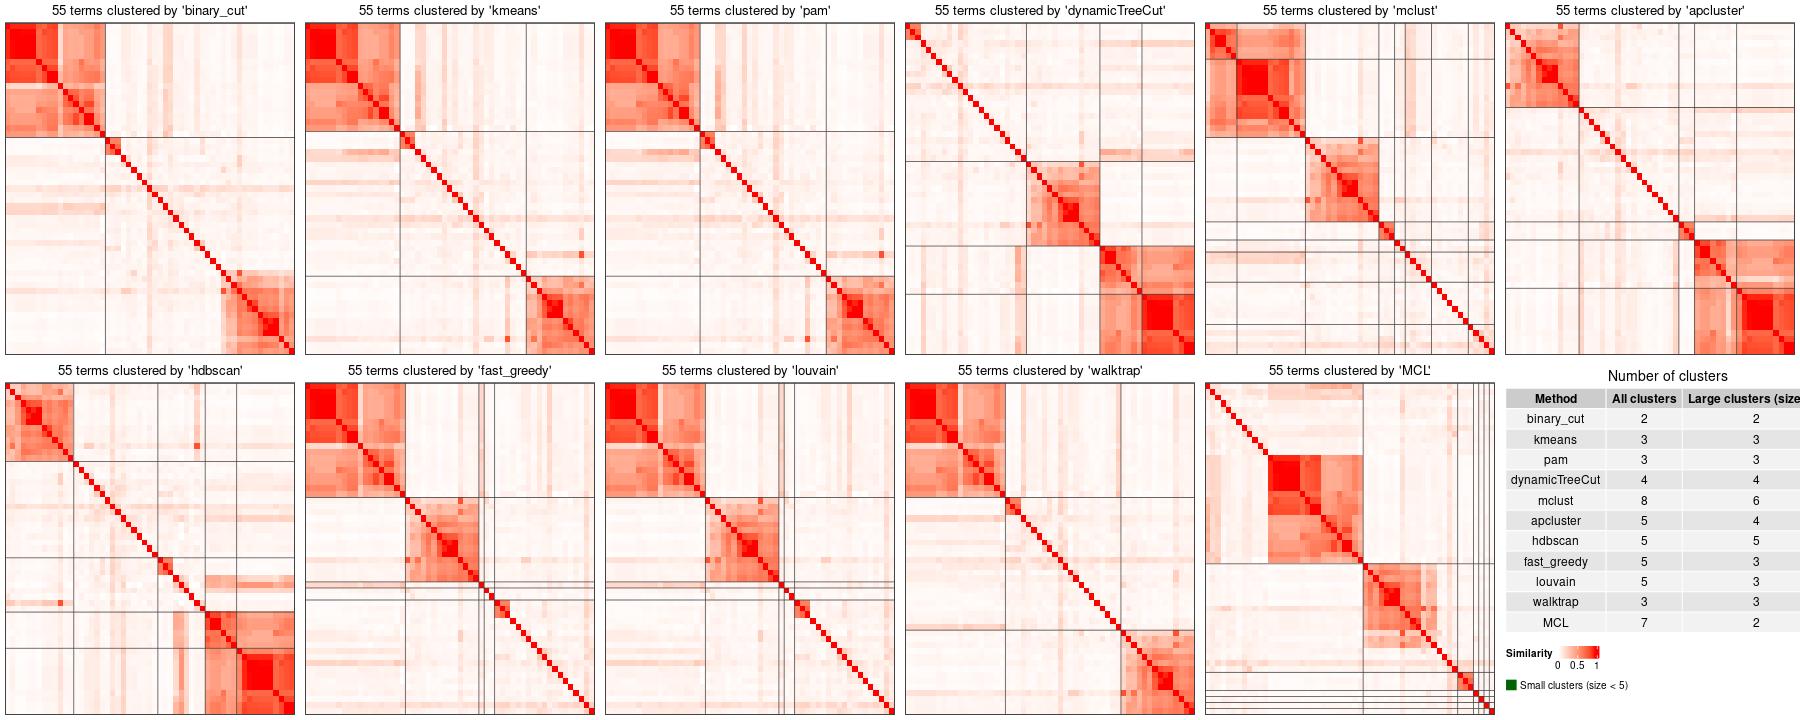 55 terms clustered by 'binary_cut'
55 terms clustered by 'kmeans'
55 terms clustered by 'pam'
55 terms clustered by 'dynamicTreeCut'
55 terms clustered by 'mclust'
55 terms clustered by 'apcluster'
55 terms clustered by 'hdbscan'
55 terms clustered by 'fast_greedy'
55 terms clustered by 'louvain'
55 terms clustered by 'walktrap'
55 terms clustered by 'MCL'
Number of clusters
Method All clusters Large clusters (size
binary_cut 2 2
kmeans 3 3
pam 3 3
dynamicTreeCut 4 4
mclust 8 6
apcluster 5 4
hdbscan 5 5
fast_greedy 5 3
louvain 5 3
walktrap 3 3
MCL 7 2
Similarity
0 0.5 1
Small clusters (size < 5)